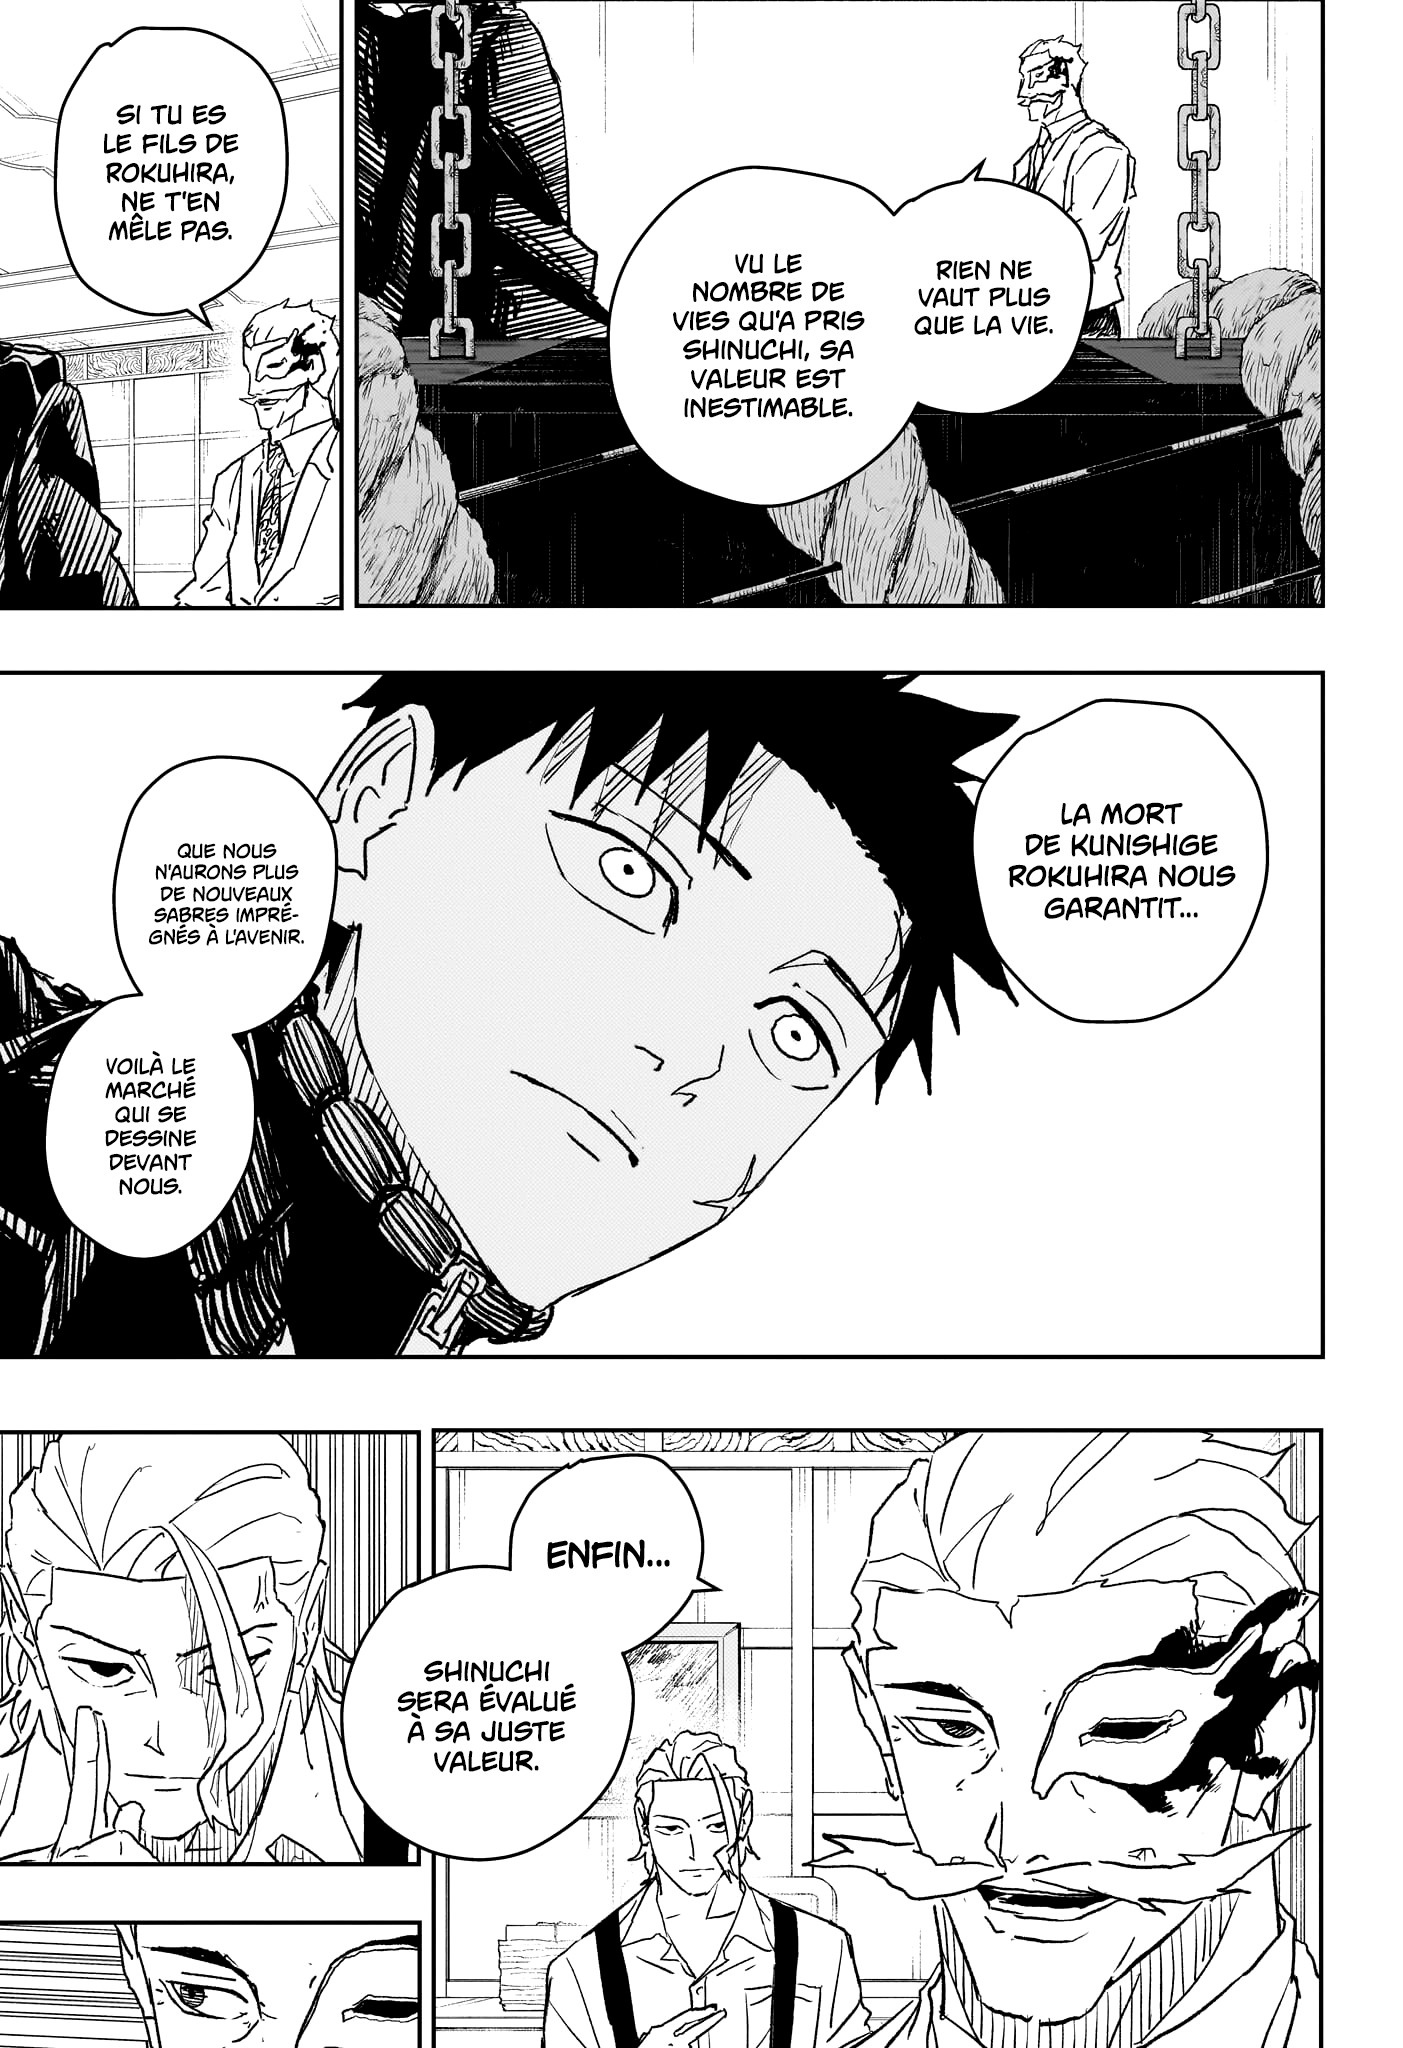 RIEN NE
VAUT PLUS
QUE LA VIE.
VU LE
NOMBRE DE
VIES QU'A PRIS
SHINUCHI, SA
VALEUR EST
INESTIMABLE.
SI TU ES
LE FILS DE
ROKUHIRA,
NE T'EN
MÊLE PAS.
LA MORT
DE KUNISHIGE
ROKUHIRA NOUS
GARANTIT...
QUE NOUS
N'AURONS PLUS
DE NOUVEAUX
SABRES IMPRÉ-
GNÉS À L'AVENIR.
VOILÀ LE
MARCHÉ
QUI SE
DESSINE
DEVANT
NOUS.
ENFIN...
SHINUCHI
SERA ÉVALUÉ
À SA JUSTE
VALEUR.